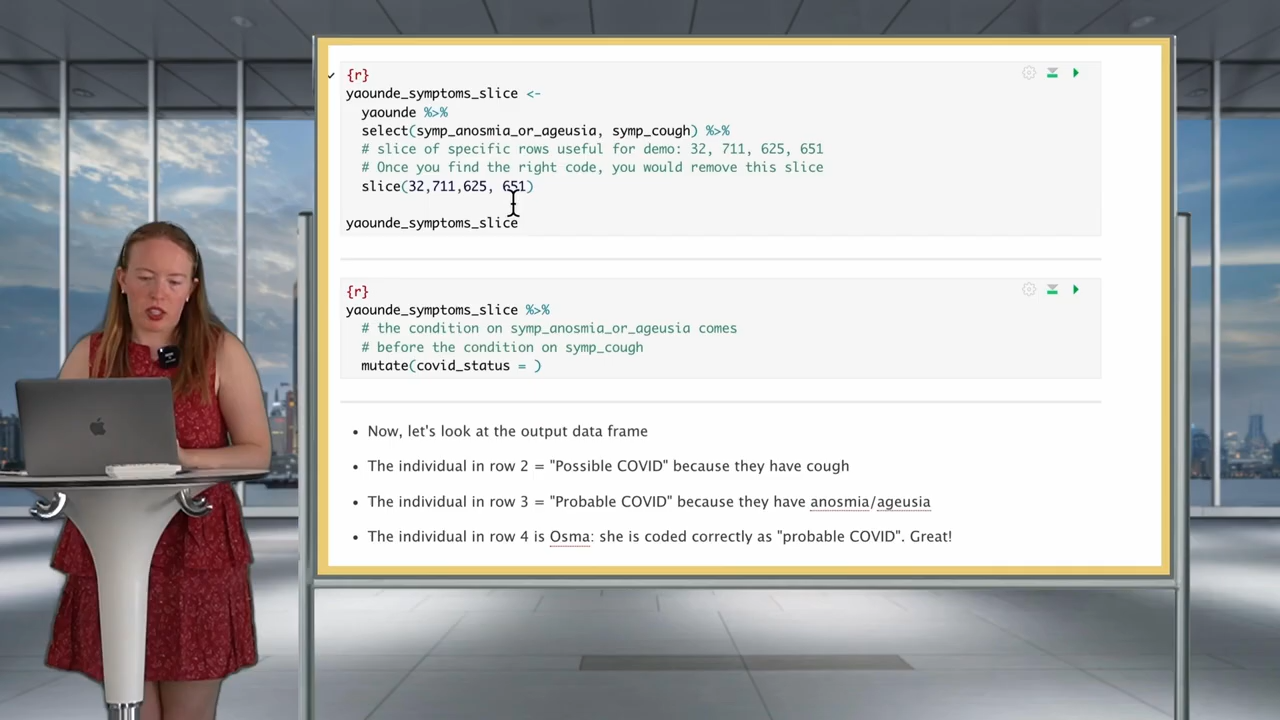 {r}
yaounde_symptoms_slice <-
yaounde %>%
select(symp_anosmia_or_ageusia, symp_cough) %>%
# slice of specific rows useful for demo: 32, 711, 625, 651
# Once you find the right code, you would remove this slice
slice(32,711,625, 651)
yaounde_symptoms_slice
{r}
yaounde_symptoms_slice %>%
# the condition on symp_anosmia_or_ageusia comes
# before the condition on symp_cough
mutate(covid_status = )
• Now, let's look at the output data frame
• The individual in row 2 = "Possible COVID" because they have cough
• The individual in row 3 = "Probable COVID" because they have anosmia/ageusia
• The individual in row 4 is Osma: she is coded correctly as "probable COVID". Great!